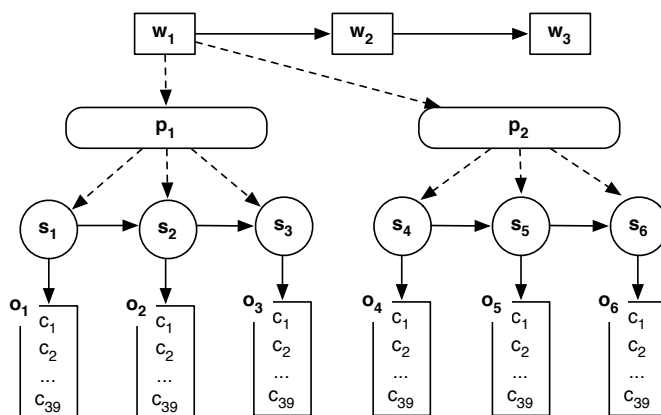 w1 w2 w3
p1 p2
s1 s2 s3 s4 s5 s6
o1 o2 o3 o4 o5 o6
c1 c1 c1 c1 c1 c1
c2 c2 c2 c2 c2 c2
... ... ... ... ... ...
c39 c39 c39 c39 c39 c39